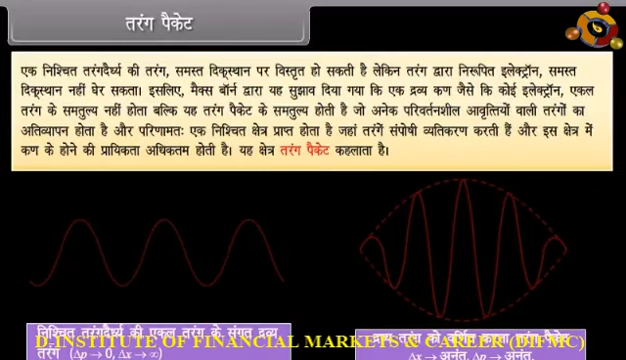 तरंग पैकेट
एक निश्चित तरंगदैर्घ्य की तरंग, समस्त दिक्स्थान पर विस्तृत हो सकती है लेकिन तरंग द्वारा निरूपित इलेक्ट्रॉन, समस्त
दिक्स्थान नहीं घेर सकता। इसलिए, मैक्स बॉर्न द्वारा यह सुझाव दिया गया कि एक द्रव्य कण जैसे कि कोई इलेक्ट्रॉन, एकल
तरंग के समतुल्य नहीं होता बल्कि यह तरंग पैकेट के समतुल्य होती है जो अनेक परिवर्तनशील आवृत्तियों वाली तरंगों का
अतिव्यापन होता है और परिणामतः एक निश्चित क्षेत्र प्राप्त होता है जहां तरंगें संपोषी व्यतिकरण करती हैं और इस क्षेत्र में
कण के होने की प्रायिकता अधिकतम होती है। यह क्षेत्र तरंग पैकेट कहलाता है।
निश्चित तरंगदैर्घ्य की एकल तरंग के संगत द्रव्य
तरंग (Δp → 0, Δx → ∞)
द्रव्य तरंग को तरंग पैकेट
Δx → अनंत, Δp → अनंत
D-INSTITUTE OF FINANCIAL MARKETS & CAREER (DIFMC)